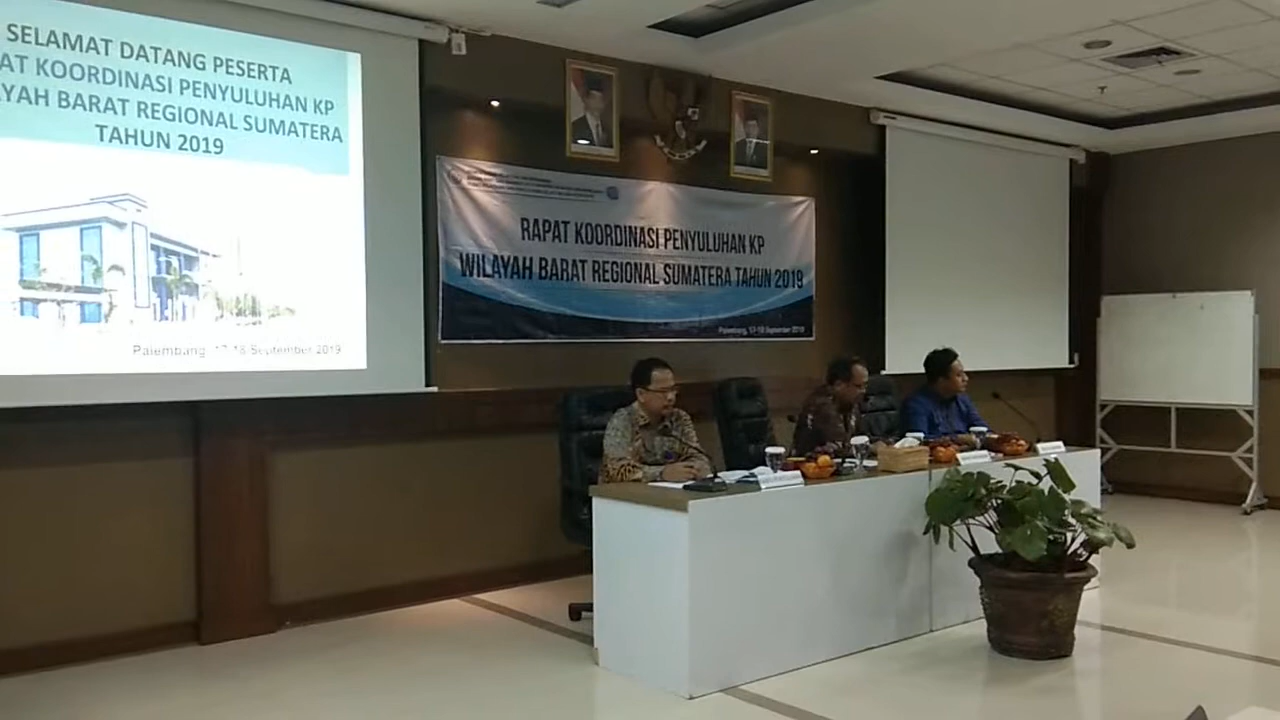 SELAMAT DATANG PESERTA
AT KOORDINASI PENYULUHAN KP
AYAH BARAT REGIONAL SUMATERA
TAHUN 2019
Palembang, 17-18 September 2019
RAPAT KOORDINASI PENYULUHAN KP
WILAYAH BARAT REGIONAL SUMATERA TAHUN 2019
Palembang, 17-18 September 2019